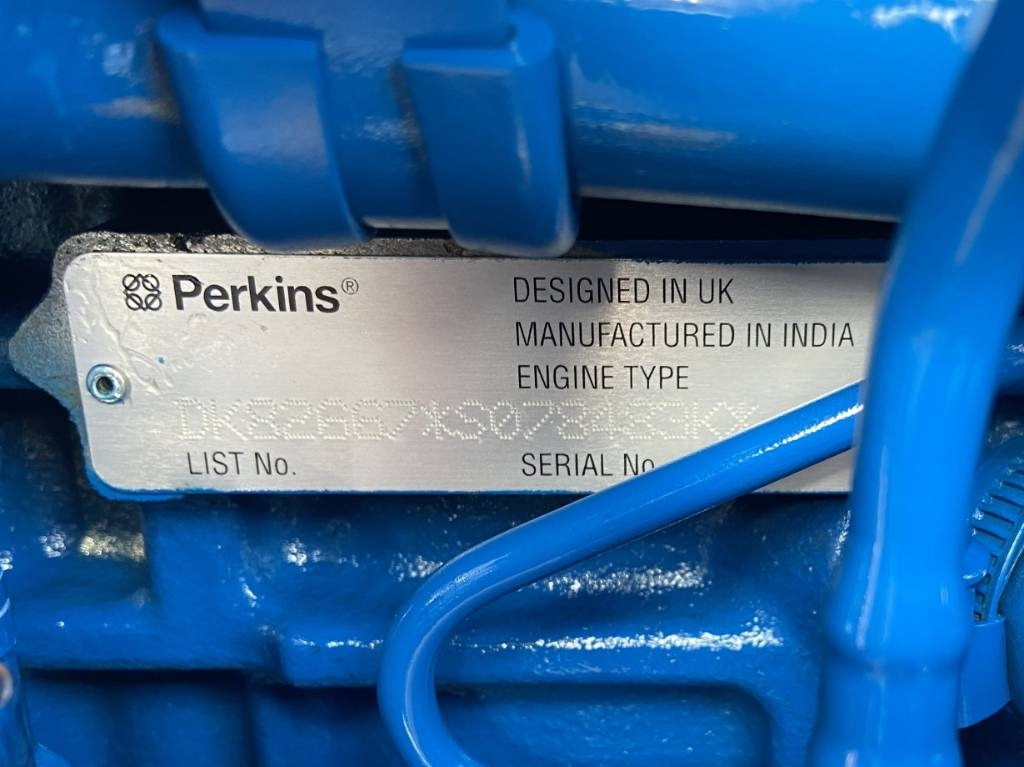 Perkins®
DESIGNED IN UK
MANUFACTURED IN INDIA
ENGINE TYPE
LIST No.
SERIAL No